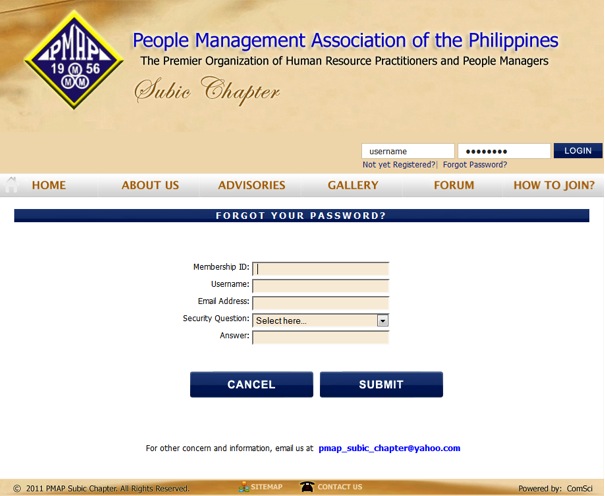 PMAP
19 56
M
M M
People Management Association of the Philippines
The Premier Organization of Human Resource Practitioners and People Managers
Subic Chapter
username ●●●●●●●● LOGIN
Not yet Registered?| Forgot Password?
HOME ABOUT US ADVISORIES GALLERY FORUM HOW TO JOIN?
FORGOT YOUR PASSWORD?
Membership ID:
Username:
Email Address:
Security Question: Select here...
Answer:
CANCEL SUBMIT
For other concern and information, email us at pmap_subic_chapter@yahoo.com
© 2011 PMAP Subic Chapter. All Rights Reserved. SITEMAP CONTACT US Powered by: ComSci